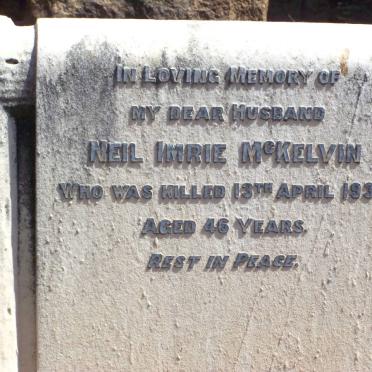 In Loving Memory of
my dear Husband
Neil Imrie McKelvin
Who was killed 13th April
Aged 46 Years.
Rest in Peace.